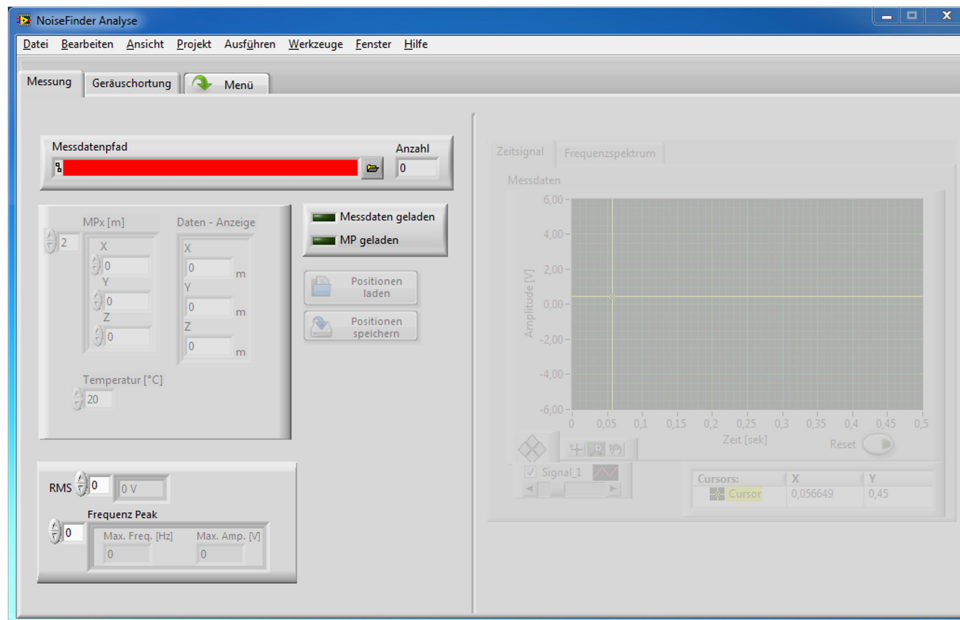 NoiseFinder Analyse
Datei Bearbeiten Ansicht Projekt Ausführen Werkzeuge Fenster Hilfe
Messung Geräuschortung Menü
Messdatenpfad
Anzahl
0
MPx [m]
2
X
0
Y
0
Z
0
Temperatur [°C]
20
Daten - Anzeige
X
0 m
Y
0 m
Z
0 m
Messdaten geladen
MP geladen
Positionen
laden
Positionen
speichern
RMS 0 0 V
Frequenz Peak
0
Max. Freq. [Hz] Max. Amp. [V]
0 0
Zeitsignal Frequenzspektrum
Messdaten
Amplitude [V]
6,00
4,00
2,00
0,00
-2,00
-4,00
-6,00
0 0,05 0,1 0,15 0,2 0,25 0,3 0,35 0,4 0,45 0,5
Zeit [sek]
Reset
Signal_1
Cursors: X Y
Cursor 0,056649 0,45